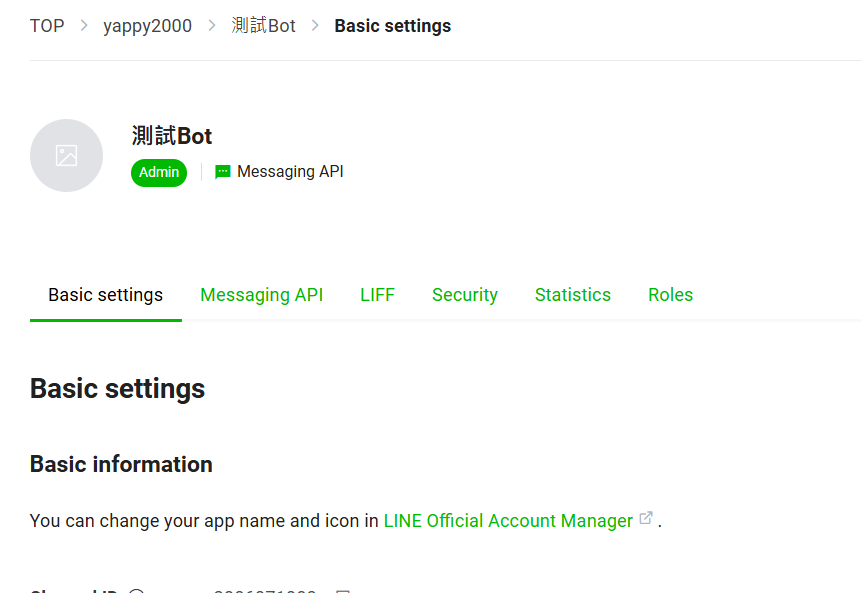 TOP > yappy2000 > 測試Bot > Basic settings
測試Bot
Admin Messaging API
Basic settings Messaging API LIFF Security Statistics Roles
Basic settings
Basic information
You can change your app name and icon in LINE Official Account Manager .